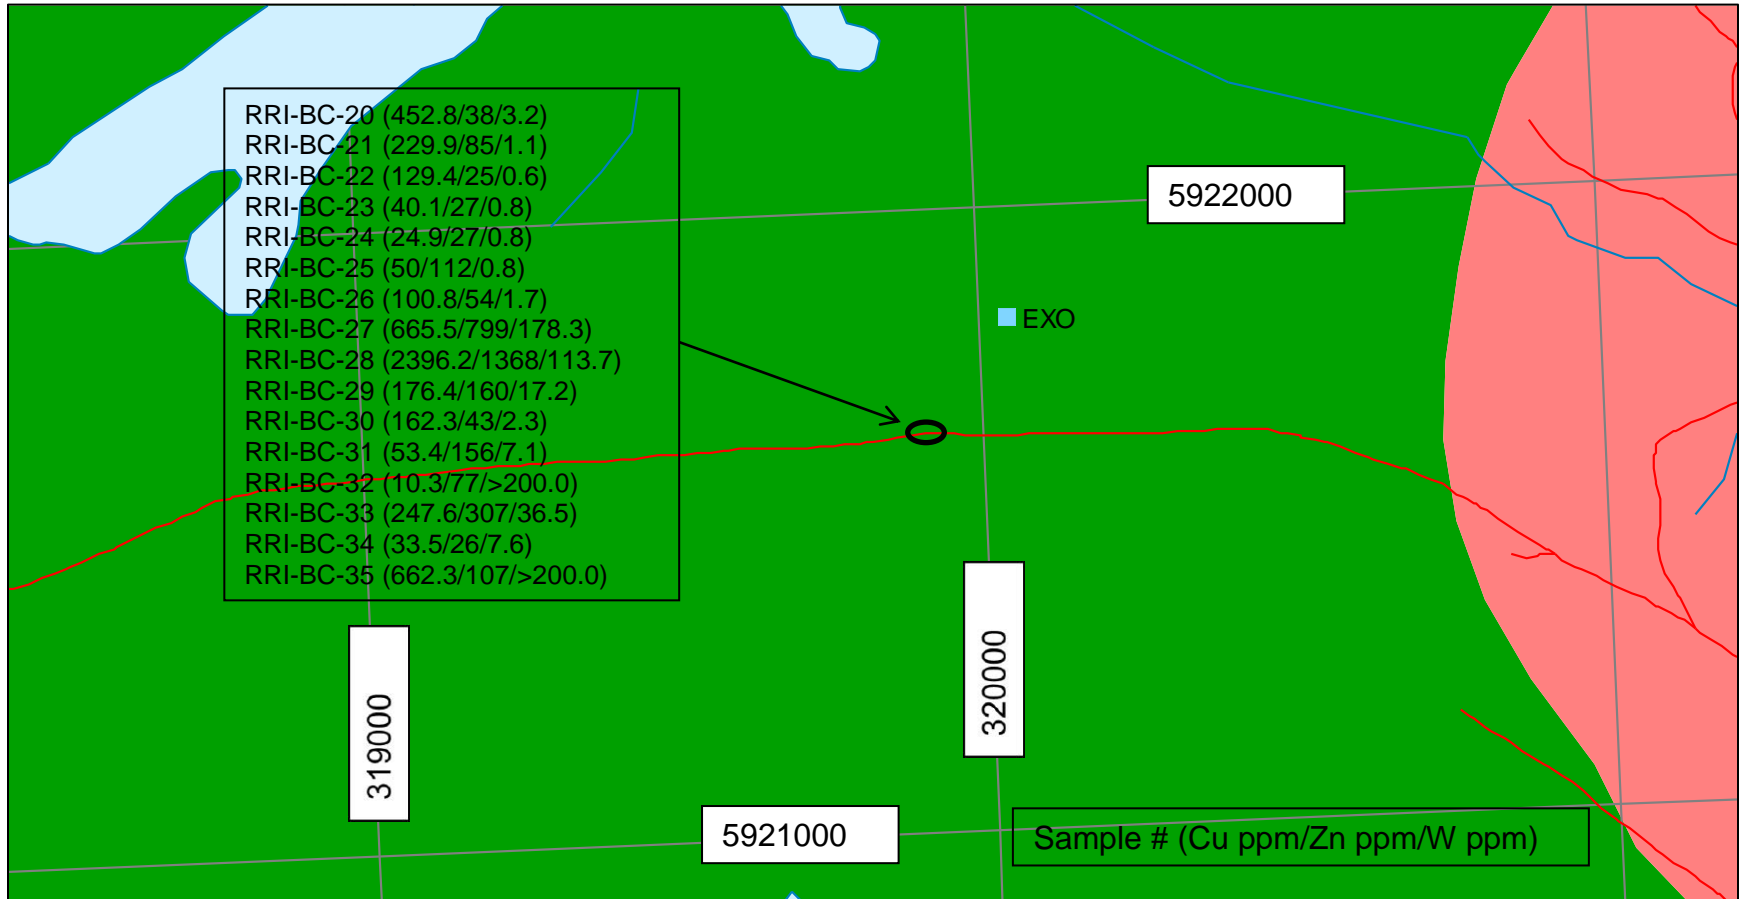 RRI-BC-20 (452.8/38/3.2)
RRI-BC-21 (229.9/85/1.1)
RRI-BC-22 (129.4/25/0.6)
RRI-BC-23 (40.1/27/0.8)
RRI-BC-24 (24.9/27/0.8)
RRI-BC-25 (50/112/0.8)
RRI-BC-26 (100.8/54/1.7)
RRI-BC-27 (665.5/799/178.3)
RRI-BC-28 (2396.2/1368/113.7)
RRI-BC-29 (176.4/160/17.2)
RRI-BC-30 (162.3/43/2.3)
RRI-BC-31 (53.4/156/7.1)
RRI-BC-32 (10.3/77/>200.0)
RRI-BC-33 (247.6/307/36.5)
RRI-BC-34 (33.5/26/7.6)
RRI-BC-35 (662.3/107/>200.0)
5922000
EXO
319000
320000
5921000
Sample # (Cu ppm/Zn ppm/W ppm)